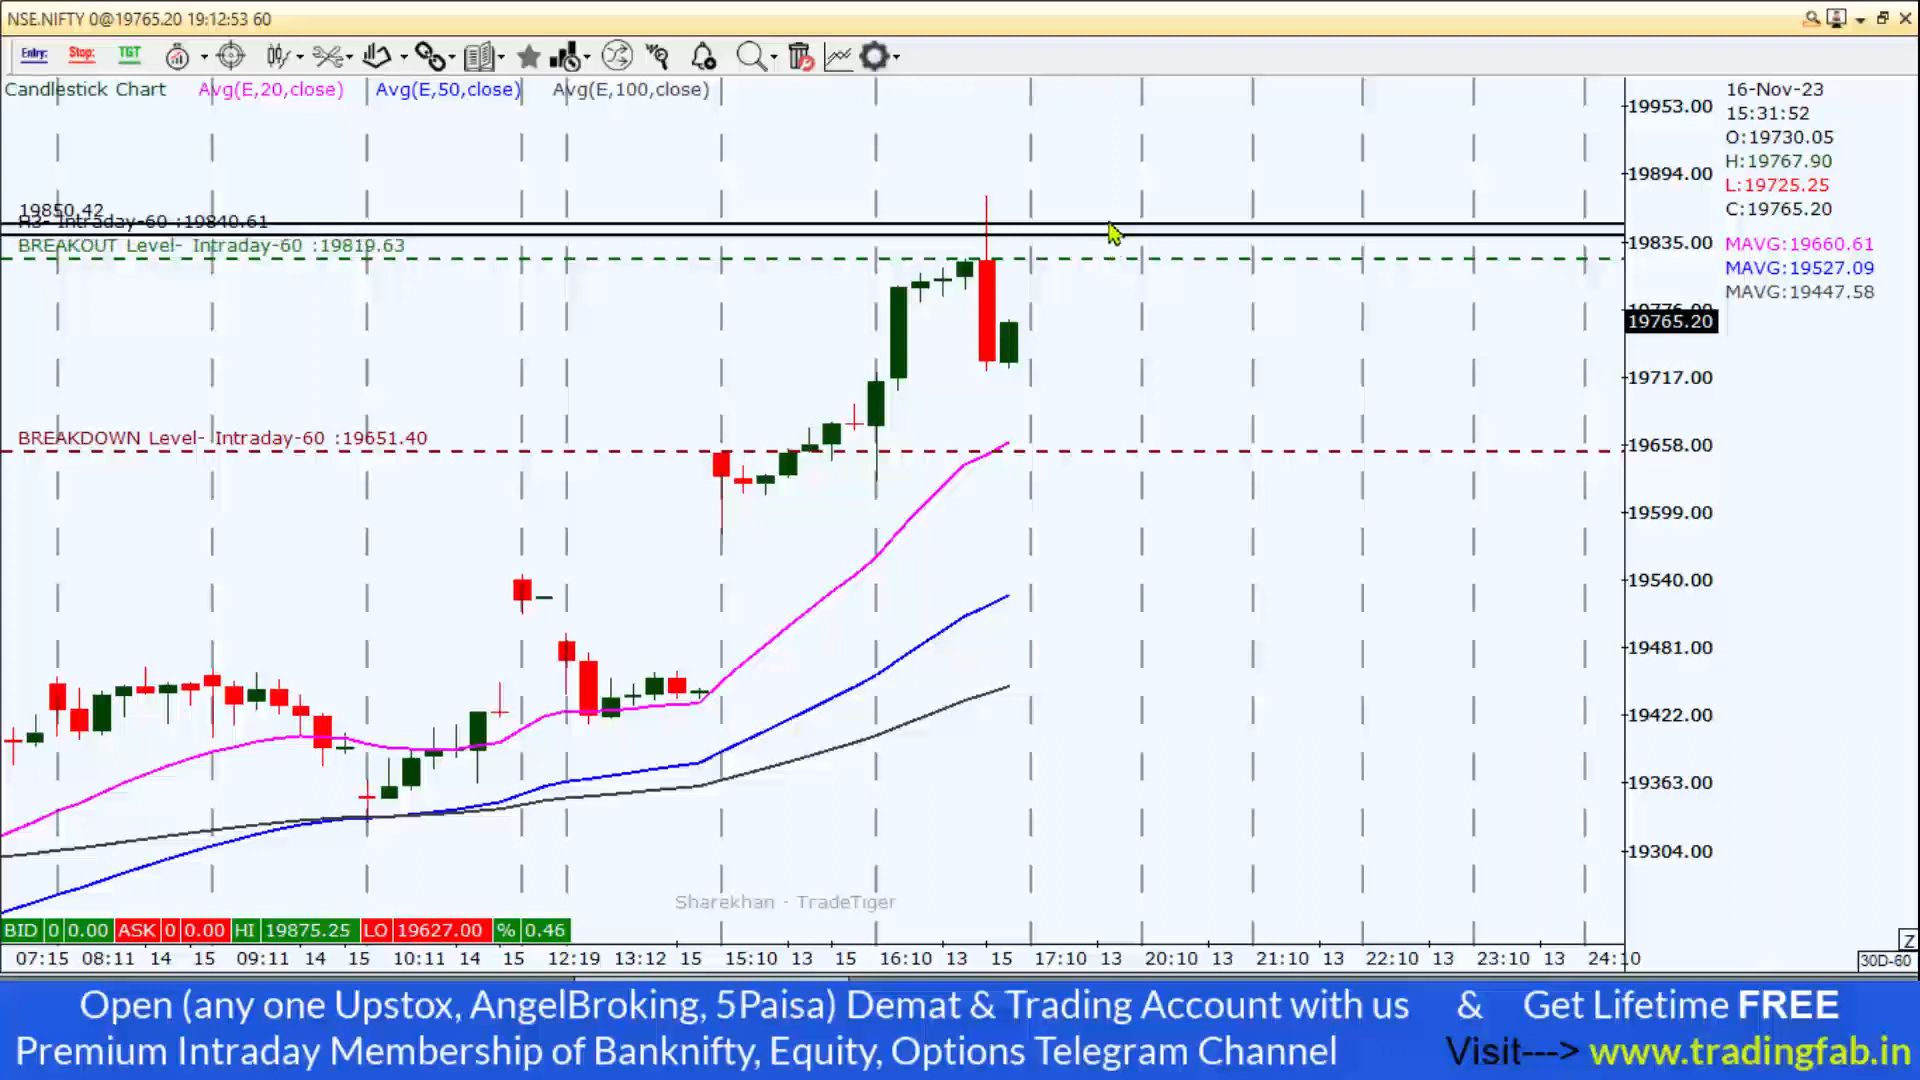 NSE.NIFTY 0@19765.20 19:12:53 60
Entry: Stop: TGT
Candlestick Chart Avg(E,20,close) Avg(E,50,close) Avg(E,100,close)
16-Nov-23
15:31:52
O:19730.05
H:19767.90
L:19725.25
C:19765.20
MAVG:19660.61
MAVG:19527.09
MAVG:19447.58
19850.42
H3- Intraday-60 :19840.61
BREAKOUT Level- Intraday-60 :19819.63
BREAKDOWN Level- Intraday-60 :19651.40
19953.00
19894.00
19835.00
19776.00
19765.20
19717.00
19658.00
19599.00
19540.00
19481.00
19422.00
19363.00
19304.00
Sharekhan - TradeTiger
BID 0 0.00 ASK 0 0.00 HI 19875.25 LO 19627.00 % 0.46
Z
07:15 08:11 14 15 09:11 14 15 10:11 14 15 12:19 13:12 15 15:10 13 15 16:10 13 15 17:10 13 20:10 13 21:10 13 22:10 13 23:10 13 24:10
30D-60
Open (any one Upstox, AngelBroking, 5Paisa) Demat & Trading Account with us & Get Lifetime FREE
Premium Intraday Membership of Banknifty, Equity, Options Telegram Channel Visit---> www.tradingfab.in